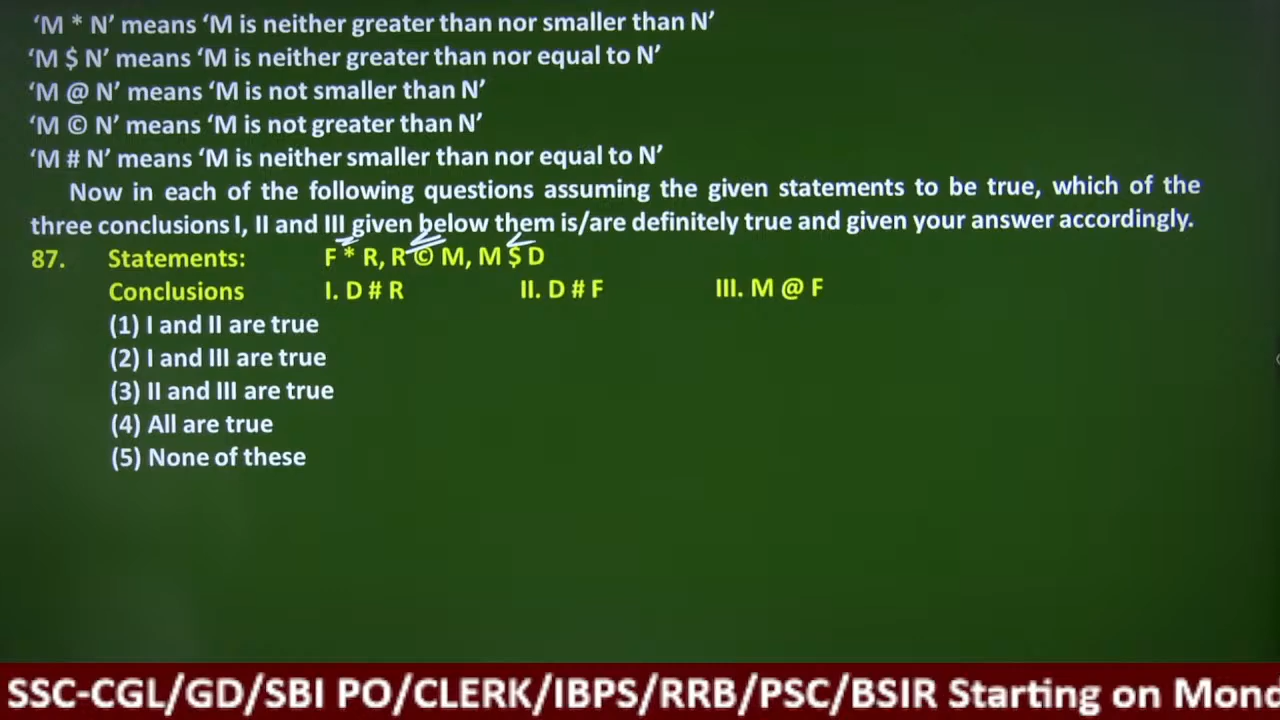 ‘M * N’ means ‘M is neither greater than nor smaller than N’
‘M $ N’ means ‘M is neither greater than nor equal to N’
‘M @ N’ means ‘M is not smaller than N’
‘M © N’ means ‘M is not greater than N’
‘M # N’ means ‘M is neither smaller than nor equal to N’
Now in each of the following questions assuming the given statements to be true, which of the
three conclusions I, II and III given below them is/are definitely true and given your answer accordingly.
87. Statements: F * R, R © M, M $ D
Conclusions I. D # R II. D # F III. M @ F
(1) I and II are true
(2) I and III are true
(3) II and III are true
(4) All are true
(5) None of these
SSC-CGL/GD/SBI PO/CLERK/IBPS/RRB/PSC/BSIR Starting on Mond